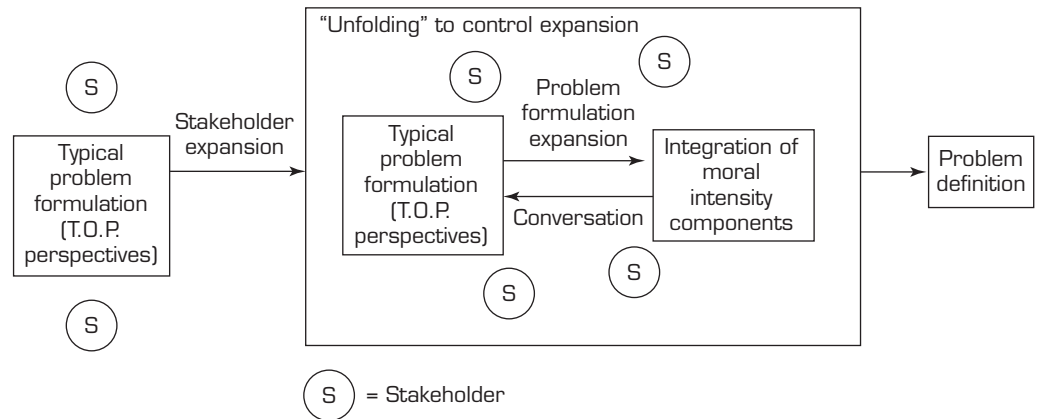 “Unfolding” to control expansion
S
S
S
Stakeholder
expansion
Typical
problem
formulation
(T.O.P.
perspectives)
S
Typical
problem
formulation
(T.O.P.
perspectives)
Problem
formulation
expansion
Conversation
Integration of
moral
intensity
components
S
S
Problem
definition
S = Stakeholder